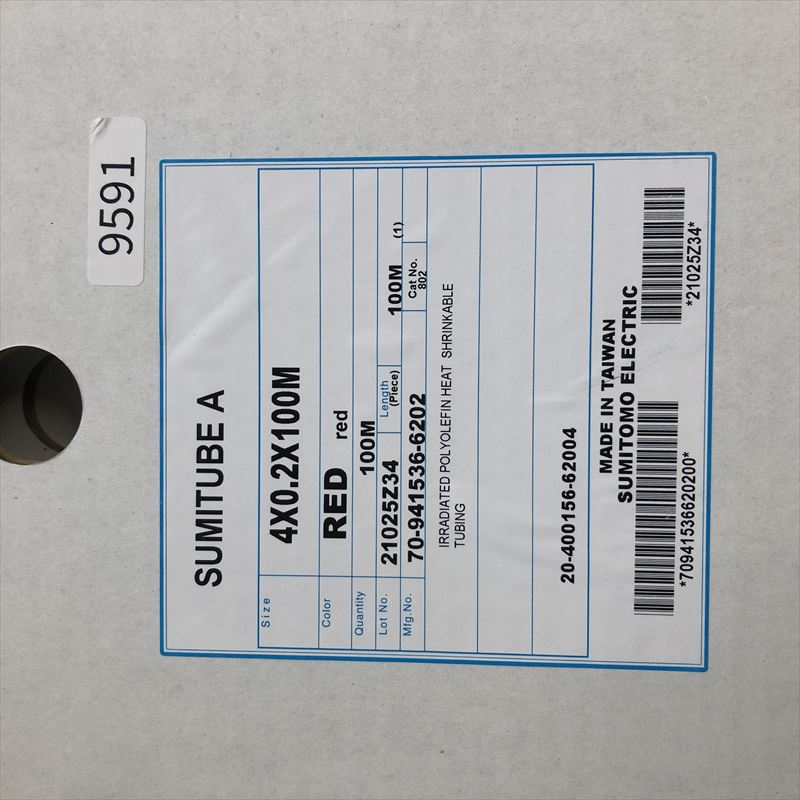 9591
SUMITUBE A
Size 4X0.2X100M
Color RED red
Quantity 100M
Lot No. 21025Z34 Length (Piece) 100M (1)
Mfg.No. 70-941536-6202 Cat No. 802
IRRADIATED POLYOLEFIN HEAT SHRINKABLE
TUBING
20-400156-62004
MADE IN TAIWAN
SUMITOMO ELECTRIC
*70941536620200*
*21025Z34*